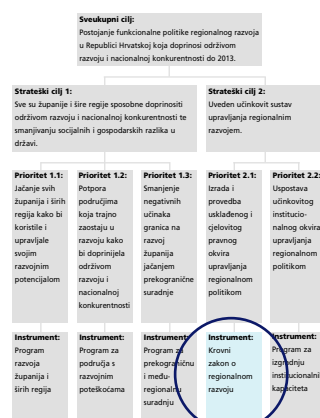 Sveukupni cilj:
Postojanje funkcionalne politike regionalnog razvoja
u Republici Hrvatskoj koja doprinosi održivom
razvoju i nacionalnoj konkurentnosti do 2013.
Strateški cilj 1:
Sve su županije i šire regije sposobne doprinositi
održivom razvoju i nacionalnoj konkurentnosti te
smanjivanju socijalnih i gospodarskih razlika u
državi.
Strateški cilj 2:
Uveden učinkovit sustav
upravljanja regionalnim
razvojem.
Prioritet 1.1:
Jačanje svih
županija i širih
regija kako bi
koristile i
upravljale
svojim
razvojnim
potencijalom
Prioritet 1.2:
Potpora
područjima
koja trajno
zaostaju u
razvoju kako
bi doprinijela
održivom
razvoju i
nacionalnoj
konkurentnosti
Prioritet 1.3:
Smanjenje
negativnih
učinaka
granica na
razvoj
županija
jačanjem
prekogranične
suradnje
Prioritet 2.1:
Izrada i
provedba
usklađenog i
cjelovitog
pravnog
okvira
upravljanja
regionalnom
politikom
Prioritet 2.2:
Uspostava
učinkovitog
institucio-
nalnog okvira
upravljanja
regionalnom
politikom
Instrument:
Program
razvoja
županija i
širih regija
Instrument:
Program za
područja s
razvojnim
poteškoćama
Instrument:
Program za
prekograničnu
i među-
regionalnu
suradnju
Instrument:
Krovni
zakon o
regionalnom
razvoju
Instrument:
Program za
izgradnju
institucionalnih
kapaciteta